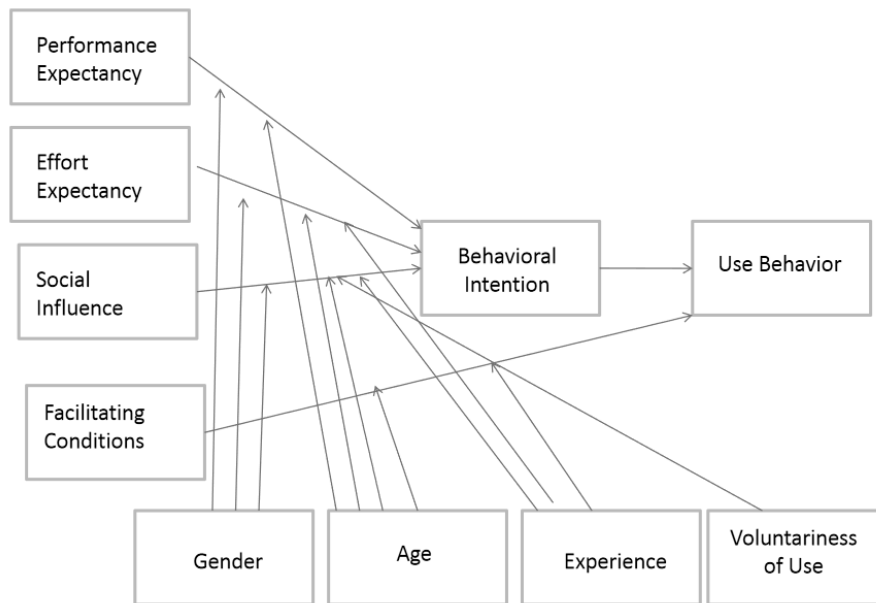 Performance
Expectancy
Effort
Expectancy
Social
Influence
Facilitating
Conditions
Behavioral
Intention
Use Behavior
Gender
Age
Experience
Voluntariness
of Use